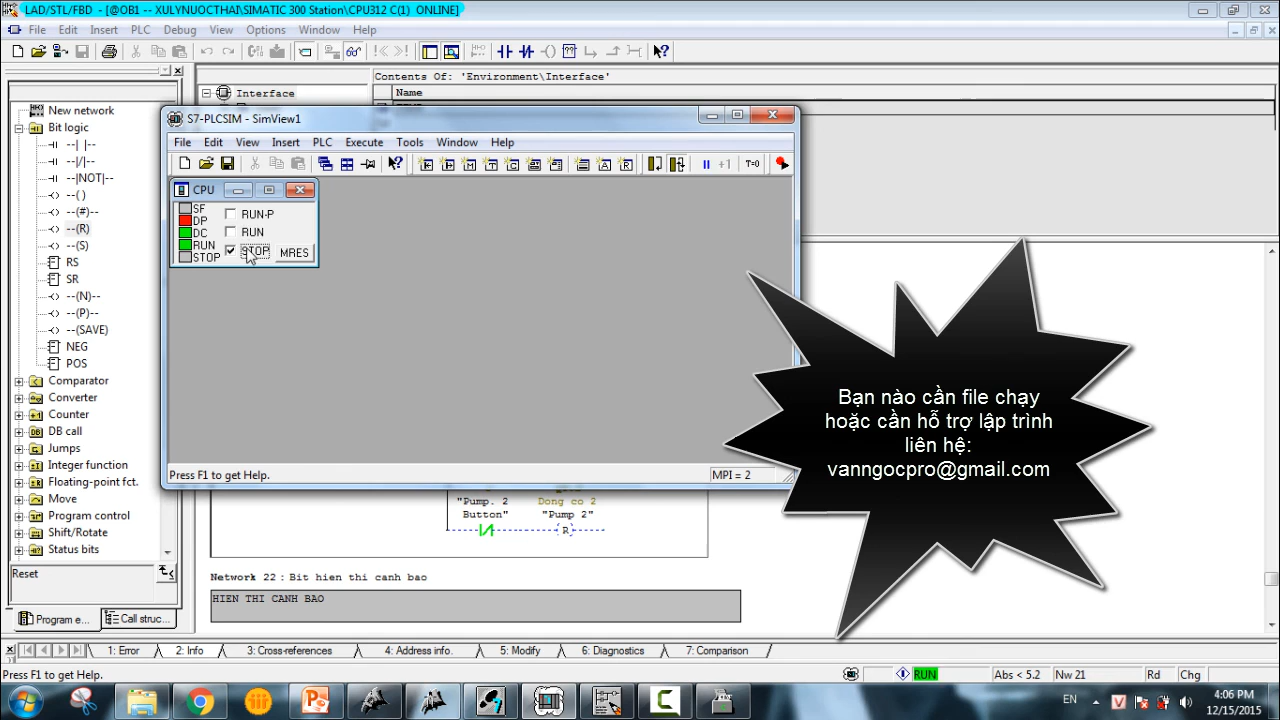 LAD/STL/FBD - [@OB1 -- XULYNUOCTHAI\SIMATIC 300 Station\CPU312 C(1) ONLINE]
File Edit Insert PLC Debug View Options Window Help
Contents Of: 'Environment\Interface'
Interface
Name
New network
Bit logic
--| |--
--|/|--
--|NOT|--
--( )
--(#)--
--(R)
--(S)
RS
SR
--(N)--
--(P)--
--(SAVE)
NEG
POS
Comparator
Converter
Counter
DB call
Jumps
Integer function
Floating-point fct.
Move
Program control
Shift/Rotate
Status bits
Reset
Program e...
Call struc...
S7-PLCSIM - SimView1
File Edit View Insert PLC Execute Tools Window Help
+1
T=0
CPU
SF
DP
DC
RUN
STOP
RUN-P
RUN
STOP
MRES
Press F1 to get Help.
MPI = 2
Bạn nào cần file chạy
hoặc cần hỗ trợ lập trình
liên hệ:
vanngocpro@gmail.com
"Pump. 2 Dong co 2
Button" "Pump 2"
R
Network 22 : Bit hien thi canh bao
HIEN THI CANH BAO
1: Error 2: Info 3: Cross-references 4: Address info. 5: Modify 6: Diagnostics 7: Comparison
Press F1 to get Help.
RUN
Abs < 5.2
Nw 21
Rd
Chg
EN
4:06 PM
12/15/2015